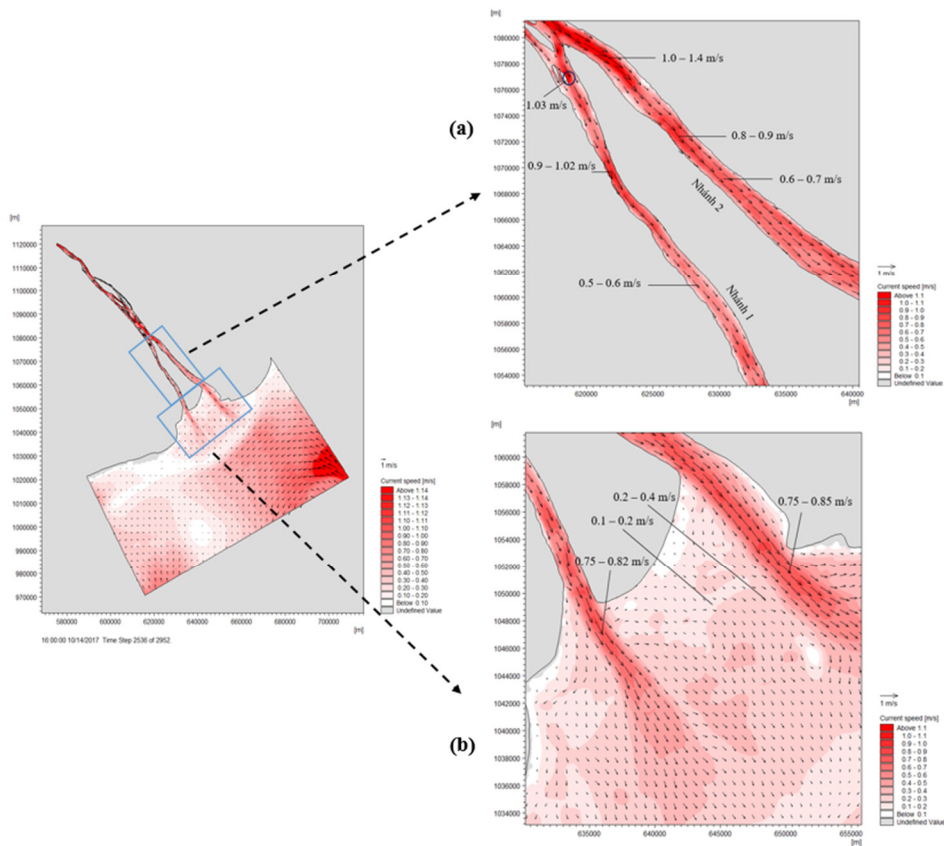 [m]
1120000
1110000
1100000
1090000
1080000
1070000
1060000
1050000
1040000
1030000
1020000
1010000
1000000
990000
980000
970000
580000
600000
620000
640000
660000
680000
700000
[m]
1 m/s
Current speed [m/s]
Above 1.14
1.13 - 1.14
1.12 - 1.13
1.11 - 1.12
1.10 - 1.11
1.00 - 1.10
0.90 - 1.00
0.80 - 0.90
0.70 - 0.80
0.60 - 0.70
0.50 - 0.60
0.40 - 0.50
0.30 - 0.40
0.20 - 0.30
0.10 - 0.20
Below 0.10
Undefined Value
16:00:00 10/14/2017 Time Step 2536 of 2952.
(a)
[m]
1080000
1078000
1076000
1074000
1072000
1070000
1068000
1066000
1064000
1062000
1060000
1058000
1056000
1054000
1.0 – 1.4 m/s
1.03 m/s
0.8 – 0.9 m/s
0.9 – 1.02 m/s
0.6 – 0.7 m/s
Nhánh 2
0.5 – 0.6 m/s
Nhánh 1
620000
625000
630000
635000
640000
[m]
1 m/s
Current speed [m/s]
Above 1.1
1.0 - 1.1
0.9 - 1.0
0.8 - 0.9
0.7 - 0.8
0.6 - 0.7
0.5 - 0.6
0.4 - 0.5
0.3 - 0.4
0.2 - 0.3
0.1 - 0.2
Below 0.1
Undefined Value
(b)
[m]
1060000
1058000
1056000
1054000
1052000
1050000
1048000
1046000
1044000
1042000
1040000
1038000
1036000
1034000
0.2 – 0.4 m/s
0.75 – 0.85 m/s
0.1 – 0.2 m/s
0.75 – 0.82 m/s
635000
640000
645000
650000
655000
[m]
1 m/s
Current speed [m/s]
Above 1.1
1.0 - 1.1
0.9 - 1.0
0.8 - 0.9
0.7 - 0.8
0.6 - 0.7
0.5 - 0.6
0.4 - 0.5
0.3 - 0.4
0.2 - 0.3
0.1 - 0.2
Below 0.1
Undefined Value